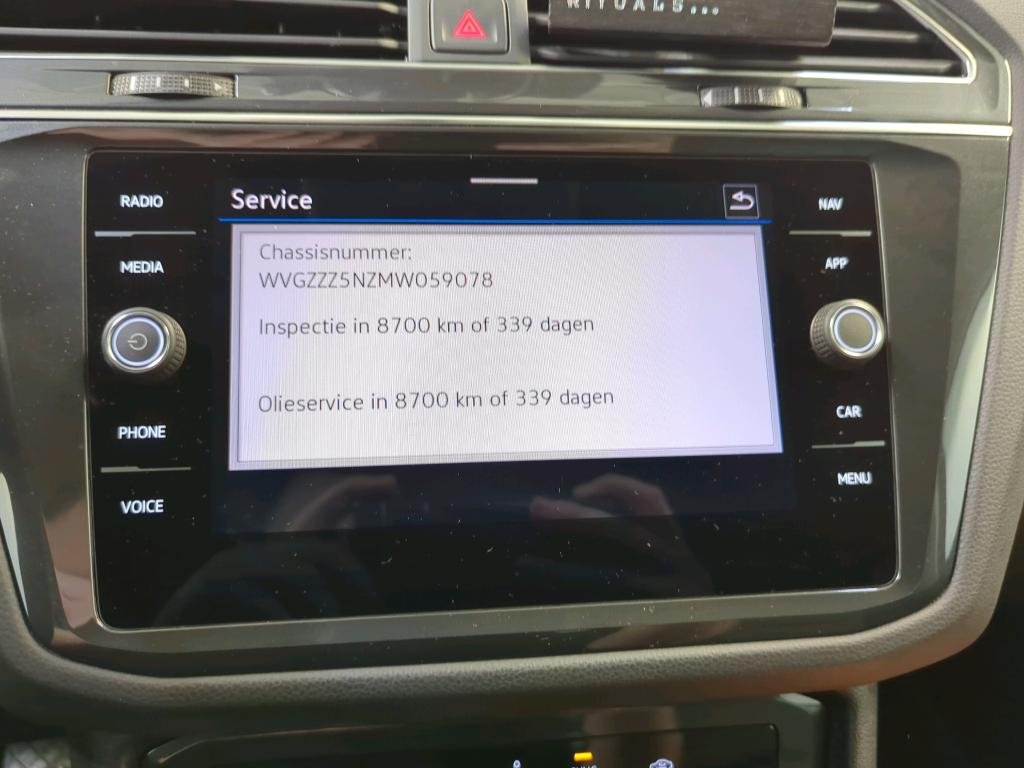 RITUALS...
RADIO
Service
NAV
MEDIA
APP
Chassisnummer:
WVGZZZ5NZMW059078
Inspectie in 8700 km of 339 dagen
Olieservice in 8700 km of 339 dagen
PHONE
CAR
VOICE
MENU